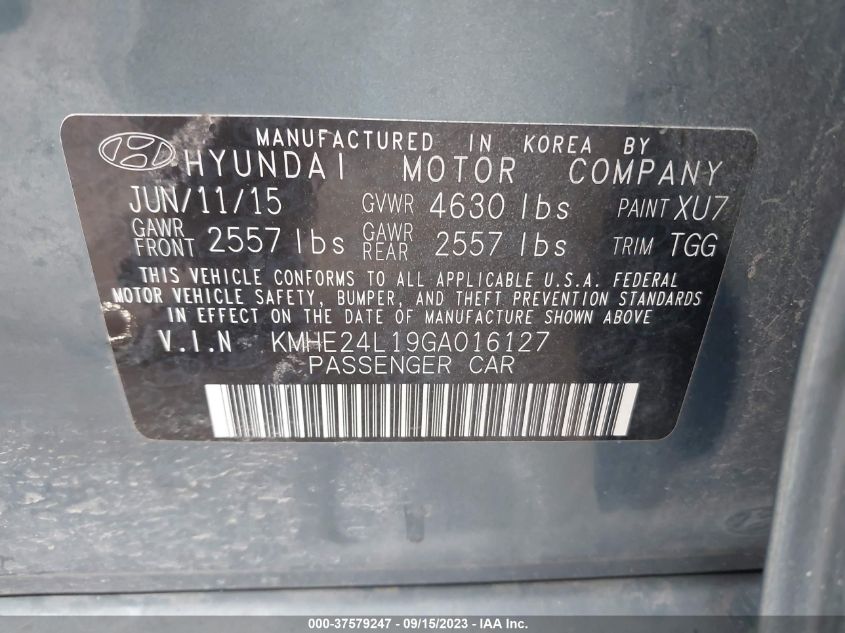 MANUFACTURED IN KOREA BY
HYUNDAI MOTOR COMPANY
JUN/11/15 GVWR 4630 lbs PAINT XU7
GAWR FRONT 2557 lbs GAWR REAR 2557 lbs TRIM TGG
THIS VEHICLE CONFORMS TO ALL APPLICABLE U.S.A. FEDERAL
MOTOR VEHICLE SAFETY, BUMPER, AND THEFT PREVENTION STANDARDS
IN EFFECT ON THE DATE OF MANUFACTURE SHOWN ABOVE
V.I.N KMHE24L19GA016127
PASSENGER CAR
000-37579247 - 09/15/2023 - IAA Inc.